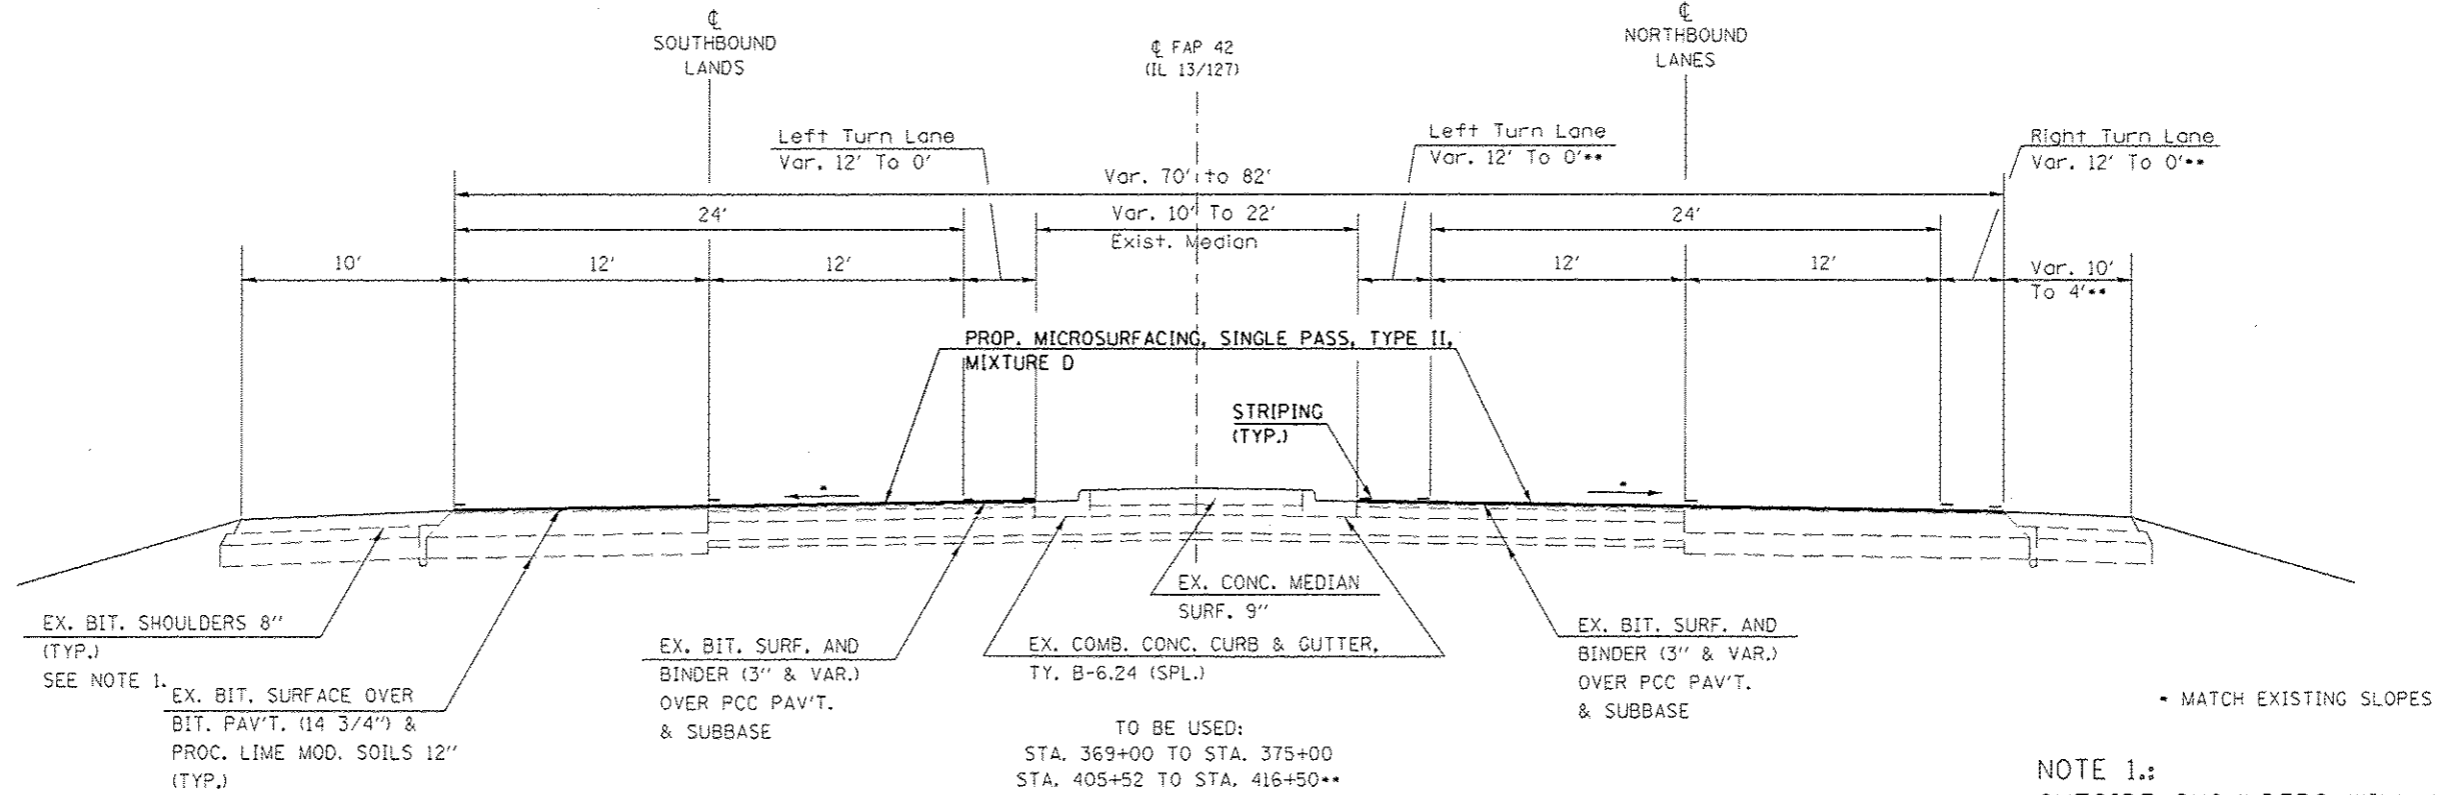 ℄
SOUTHBOUND
LANDS
℄ FAP 42
(IL 13/127)
℄
NORTHBOUND
LANES
Left Turn Lane
Var. 12' To 0'
Left Turn Lane
Var. 12' To 0'**
Right Turn Lane
Var. 12' To 0'**
Var. 70' to 82'
24'
Var. 10' To 22'
Exist. Median
24'
10'
12'
12'
12'
12'
Var. 10'
To 4'**
PROP. MICROSURFACING, SINGLE PASS, TYPE II,
MIXTURE D
STRIPING
(TYP.)
*
*
EX. BIT. SHOULDERS 8"
(TYP.)
SEE NOTE 1.
EX. BIT. SURFACE OVER
BIT. PAV'T. (14 3/4") &
PROC. LIME MOD. SOILS 12"
(TYP.)
EX. BIT. SURF. AND
BINDER (3" & VAR.)
OVER PCC PAV'T.
& SUBBASE
EX. CONC. MEDIAN
SURF. 9"
EX. COMB. CONC. CURB & GUTTER,
TY. B-6.24 (SPL.)
EX. BIT. SURF. AND
BINDER (3" & VAR.)
OVER PCC PAV'T.
& SUBBASE
* MATCH EXISTING SLOPES
TO BE USED:
STA. 369+00 TO STA. 375+00
STA. 405+52 TO STA. 416+50**
NOTE 1.: